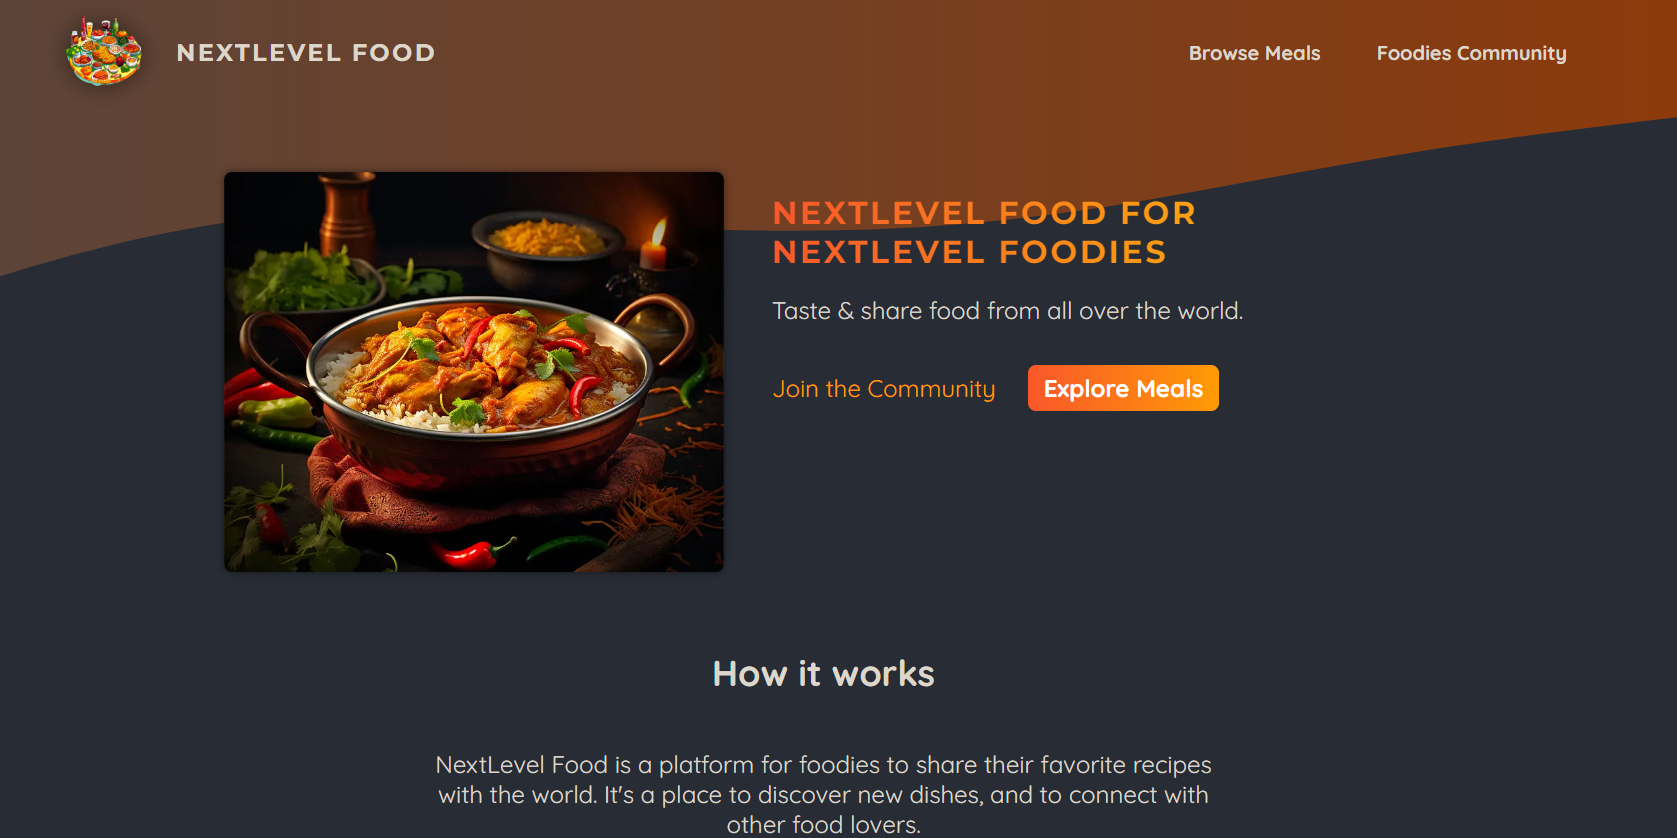 NEXTLEVEL FOOD
Browse Meals
Foodies Community
NEXTLEVEL FOOD FOR
NEXTLEVEL FOODIES
Taste & share food from all over the world.
Join the Community
Explore Meals
How it works
NextLevel Food is a platform for foodies to share their favorite recipes
with the world. It's a place to discover new dishes, and to connect with
other food lovers.